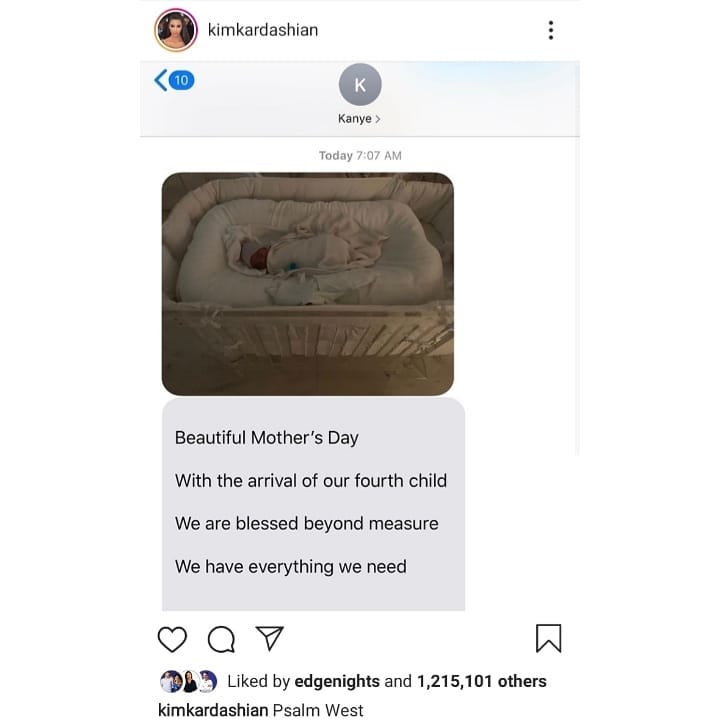 kimkardashian
10
K
Kanye >
Today 7:07 AM
Beautiful Mother's Day
With the arrival of our fourth child
We are blessed beyond measure
We have everything we need
Liked by edgenights and 1,215,101 others
kimkardashian Psalm West